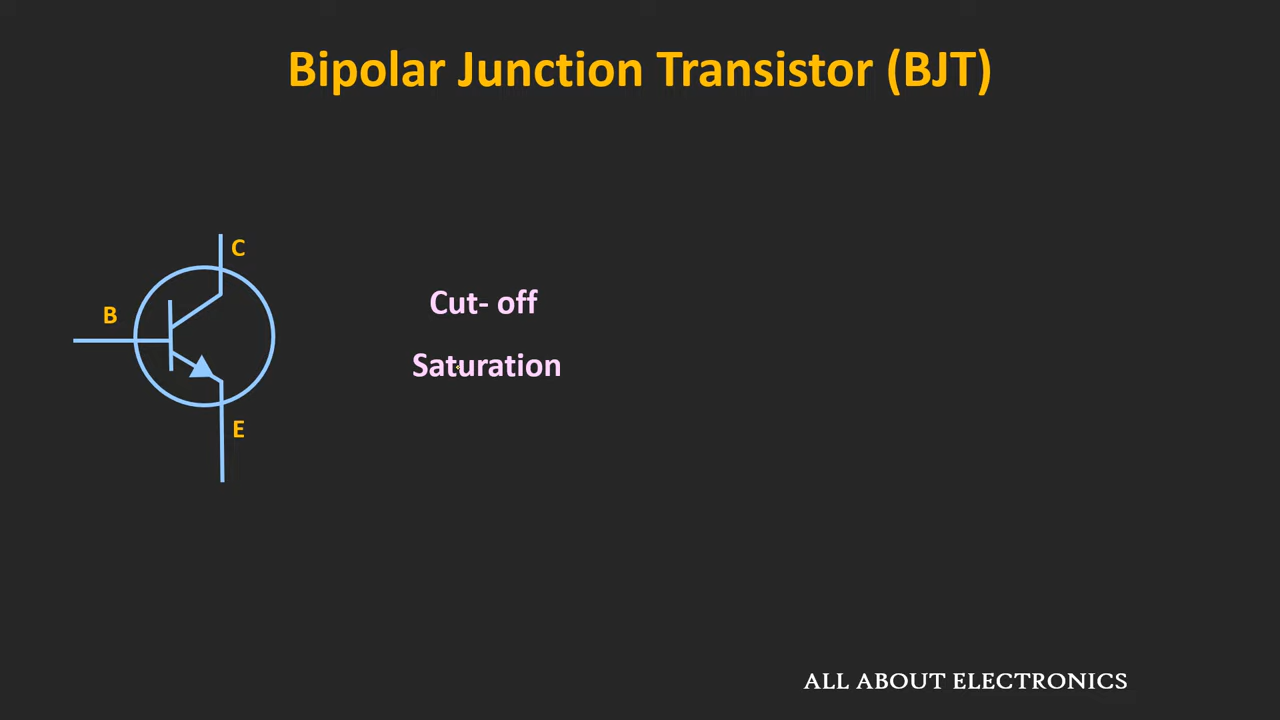 Bipolar Junction Transistor (BJT)
C
B
Cut- off
Saturation
E
ALL ABOUT ELECTRONICS